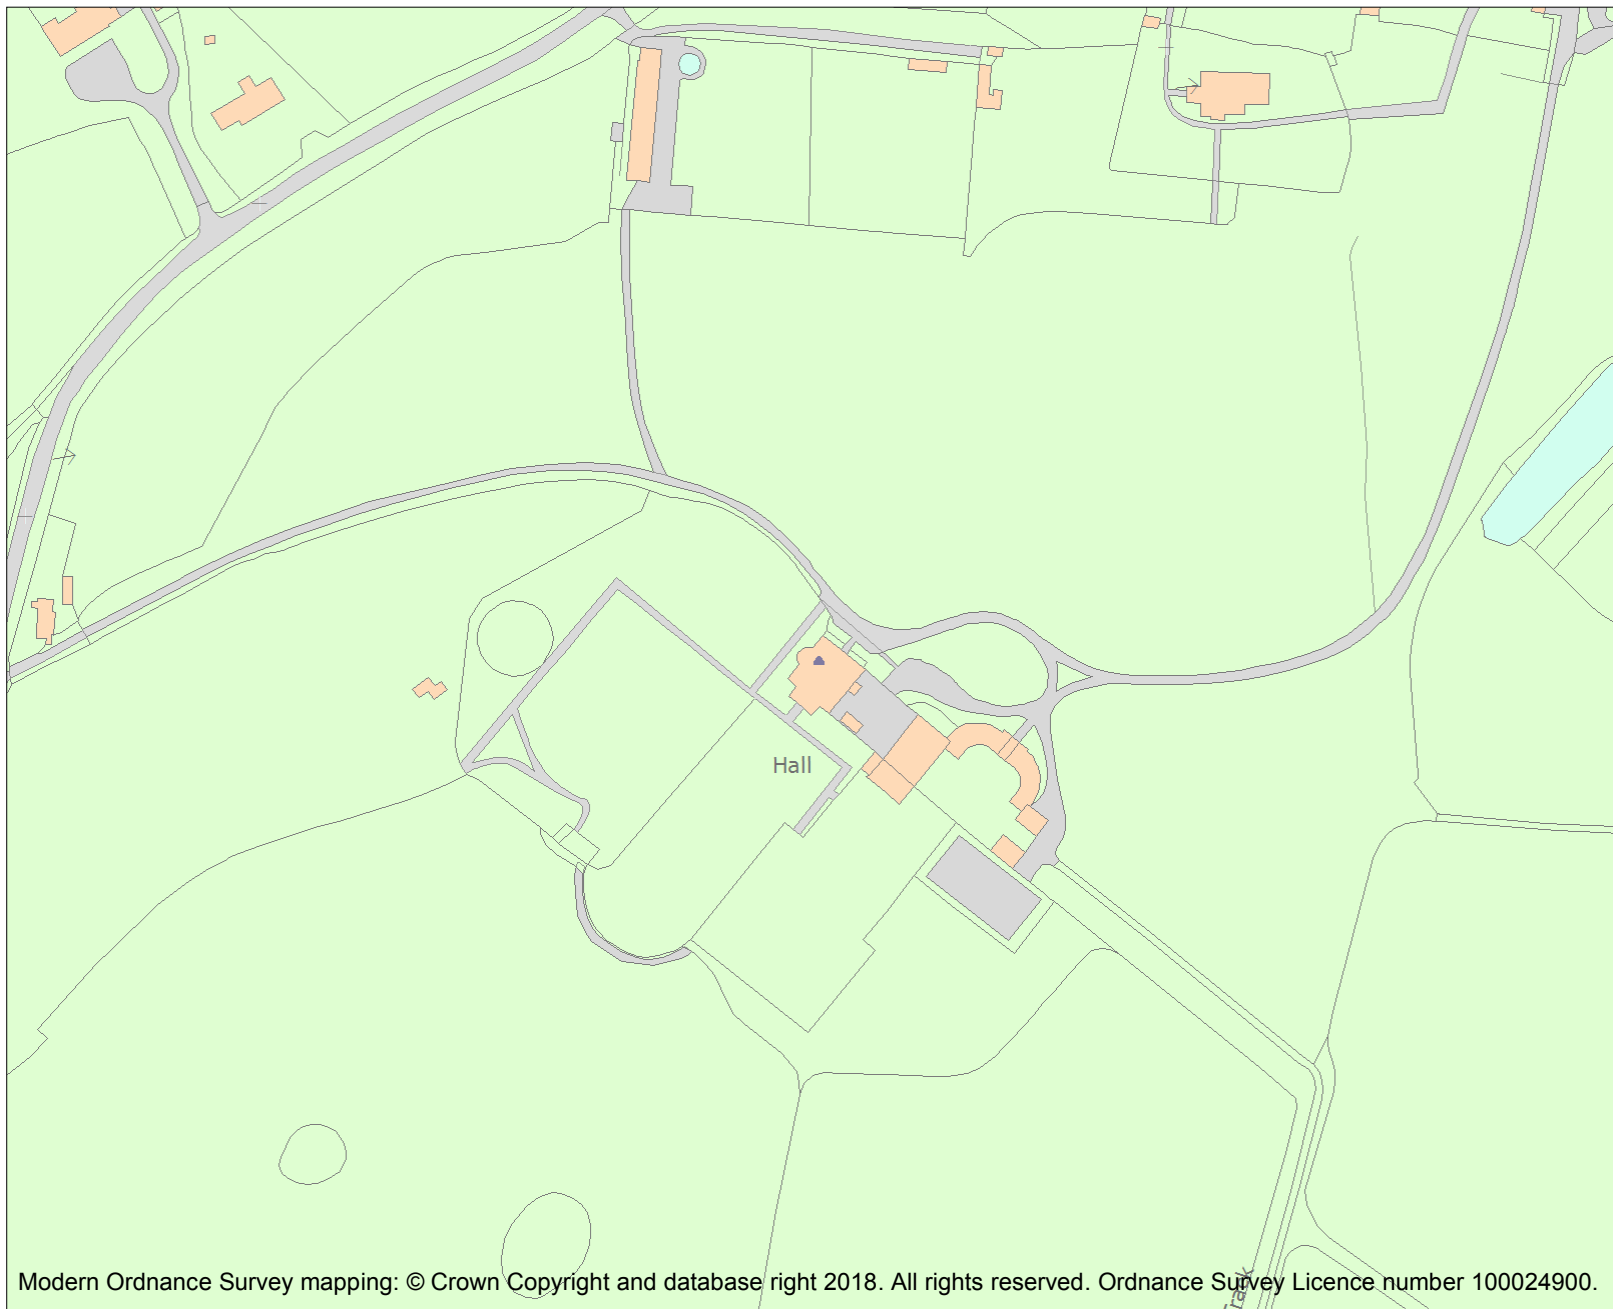 Hall
Track
Modern Ordnance Survey mapping: © Crown Copyright and database right 2018. All rights reserved. Ordnance Survey Licence number 100024900.